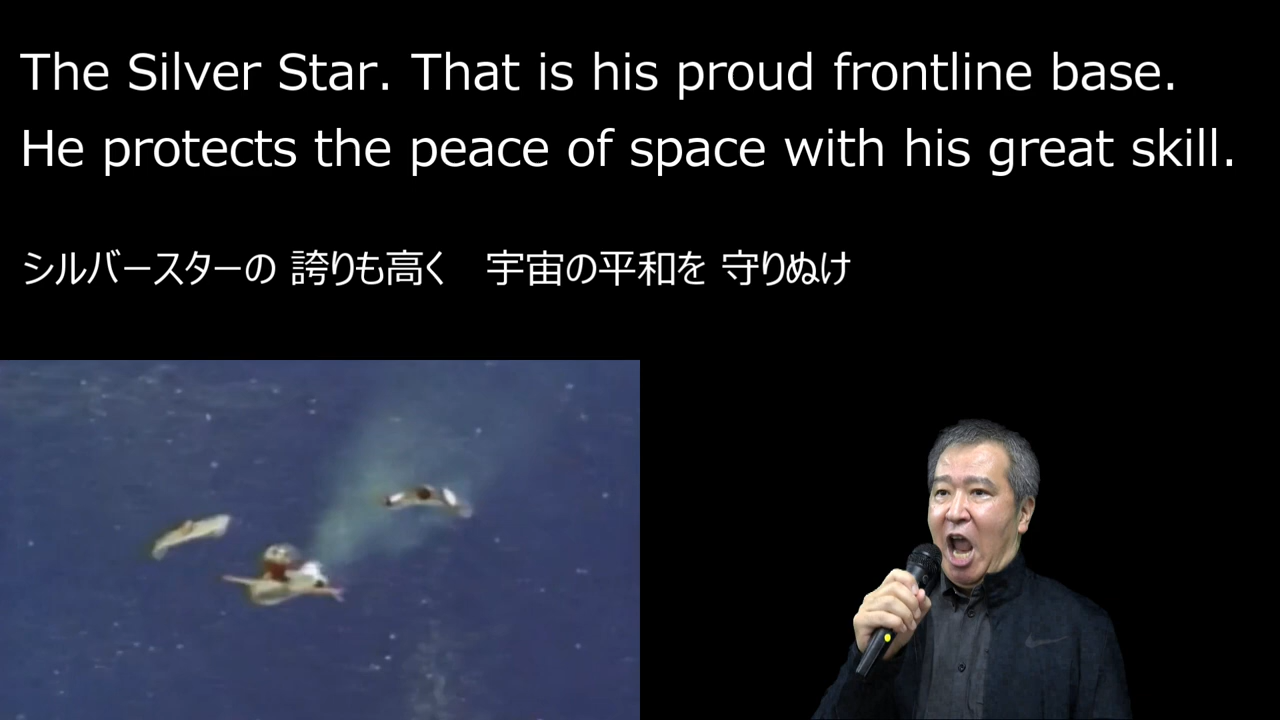 The Silver Star. That is his proud frontline base.
He protects the peace of space with his great skill.
シルバースターの 誇りも高く　宇宙の平和を 守りぬけ